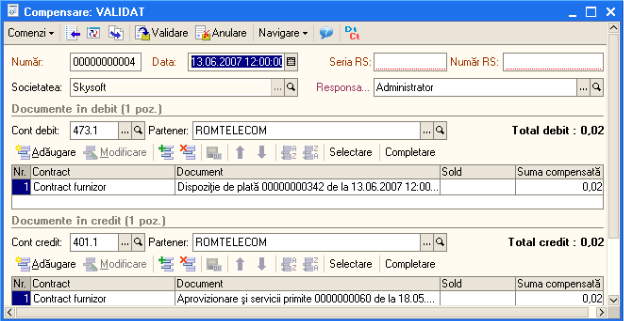 Compensare: VALIDAT
Comenzi Validare Anulare Navigare Dt Ct
Număr: 00000000004 Data: 13.06.2007 12:00:00 Seria RS: Număr RS:
Societatea: Skysoft ... Responsa... Administrator ...
Documente în debit (1 poz.)
Cont debit: 473.1 ... Partener: ROMTELECOM ... Total debit : 0,02
Adăugare Modificare Selectare Completare
Nr. Contract Document Sold Suma compensată
1 Contract furnizor Dispoziţie de plată 00000000342 de la 13.06.2007 12:00... 0,02
Documente în credit (1 poz.)
Cont credit: 401.1 ... Partener: ROMTELECOM ... Total credit : 0,02
Adăugare Modificare Selectare Completare
Nr. Contract Document Sold Suma compensată
1 Contract furnizor Aprovizionare şi servicii primite 0000000060 de la 18.05.... 0,02